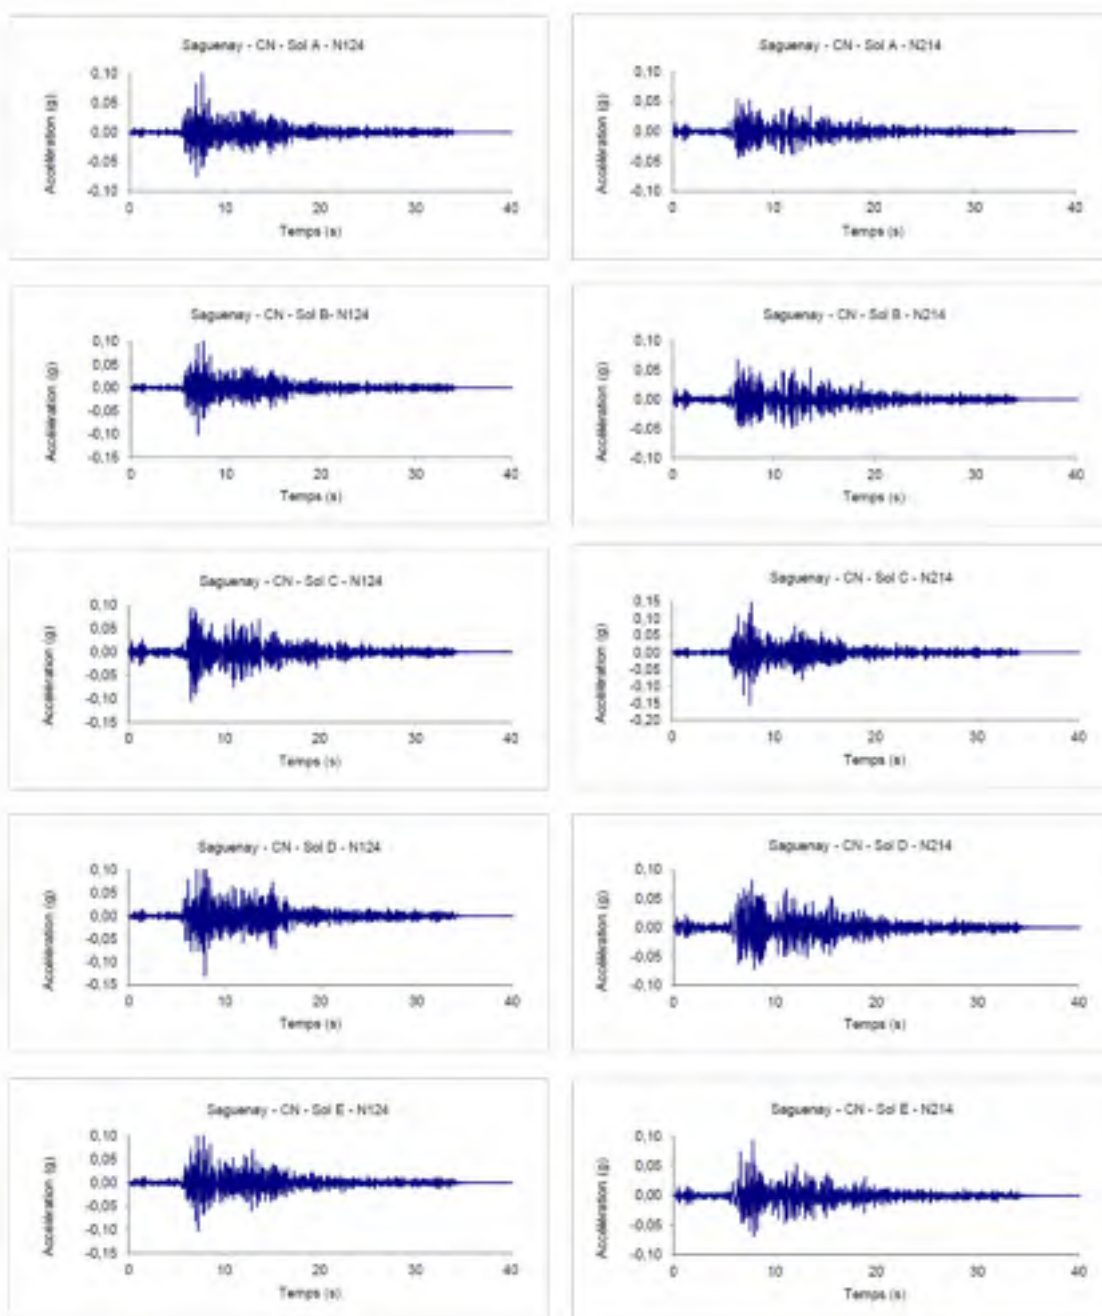 Saguenay - CN - Sol A - N124
Accélération (g)
0,10
0,05
0,00
-0,05
-0,10
0 10 20 30 40
Temps (s)
Saguenay - CN - Sol A - N214
Accélération (g)
0,10
0,05
0,00
-0,05
-0,10
0 10 20 30 40
Temps (s)
Saguenay - CN - Sol B- N124
Accélération (g)
0,10
0,05
0,00
-0,05
-0,10
-0,15
0 10 20 30 40
Temps (s)
Saguenay - CN - Sol B - N214
Accélération (g)
0,10
0,05
0,00
-0,05
-0,10
0 10 20 30 40
Temps (s)
Saguenay - CN - Sol C - N124
Accélération (g)
0,10
0,05
0,00
-0,05
-0,10
-0,15
0 10 20 30 40
Temps (s)
Saguenay - CN - Sol C - N214
Accélération (g)
0,15
0,10
0,05
0,00
-0,05
-0,10
-0,15
-0,20
0 10 20 30 40
Temps (s)
Saguenay - CN - Sol D - N124
Accélération (g)
0,10
0,05
0,00
-0,05
-0,10
-0,15
0 10 20 30 40
Temps (s)
Saguenay - CN - Sol D - N214
Accélération (g)
0,10
0,05
0,00
-0,05
-0,10
0 10 20 30 40
Temps (s)
Saguenay - CN - Sol E - N124
Accélération (g)
0,10
0,05
0,00
-0,05
-0,10
-0,15
0 10 20 30 40
Temps (s)
Saguenay - CN - Sol E - N214
Accélération (g)
0,10
0,05
0,00
-0,05
-0,10
0 10 20 30 40
Temps (s)